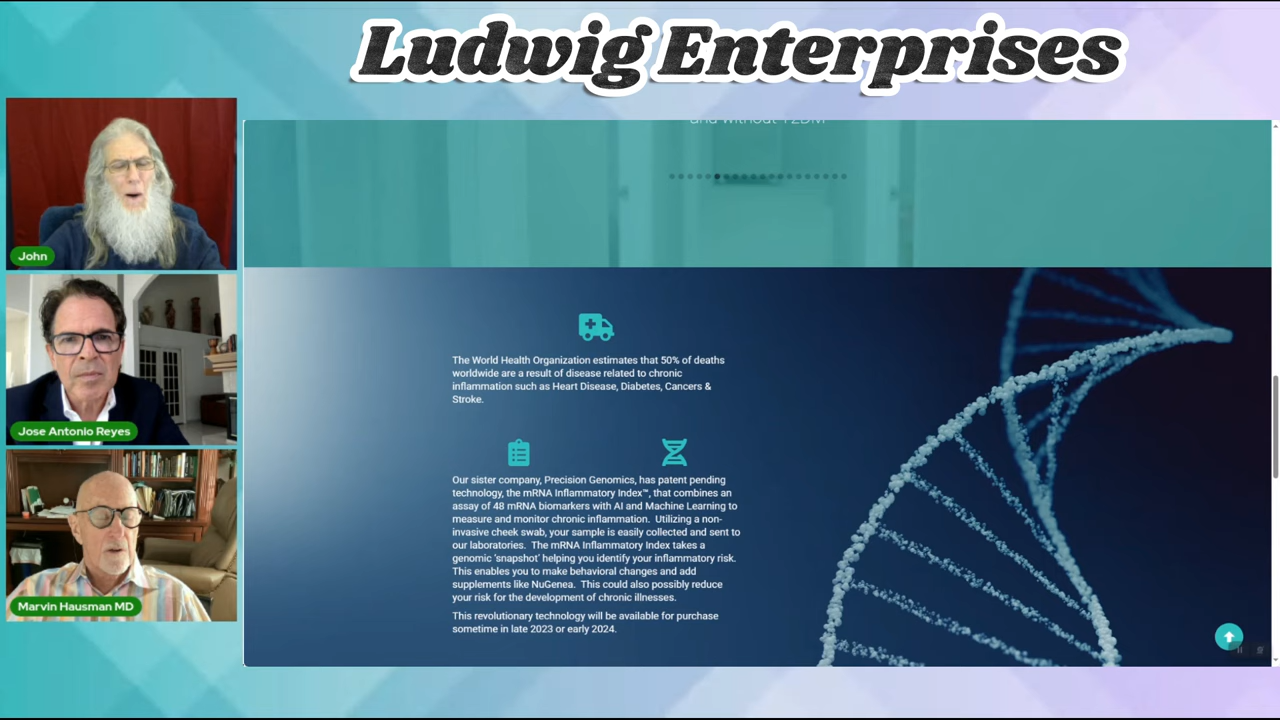 Ludwig Enterprises
John
Jose Antonio Reyes
Marvin Hausman MD
and without T2DM
The World Health Organization estimates that 50% of deaths
worldwide are a result of disease related to chronic
inflammation such as Heart Disease, Diabetes, Cancers &
Stroke.
Our sister company, Precision Genomics, has patent pending
technology, the mRNA Inflammatory Index™, that combines an
assay of 48 mRNA biomarkers with AI and Machine Learning to
measure and monitor chronic inflammation.  Utilizing a non-
invasive cheek swab, your sample is easily collected and sent to
our laboratories.  The mRNA Inflammatory Index takes a
genomic 'snapshot' helping you identify your inflammatory risk.
This enables you to make behavioral changes and add
supplements like NuGenea.  This could also possibly reduce
your risk for the development of chronic illnesses.
This revolutionary technology will be available for purchase
sometime in late 2023 or early 2024.